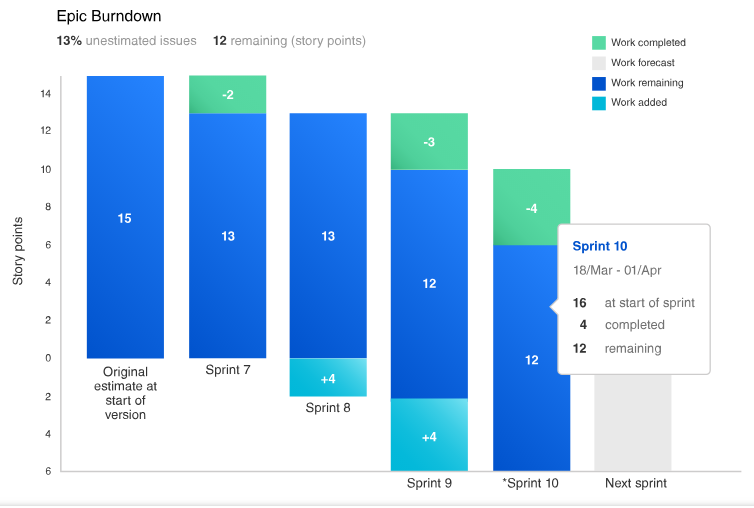 Epic Burndown
13% unestimated issues 12 remaining (story points)
Work completed
Work forecast
Work remaining
Work added
Story points
14
12
10
8
6
4
2
0
2
4
6
15
-2
13
13
+4
-3
12
+4
-4
12
Sprint 10
18/Mar - 01/Apr
16 at start of sprint
4 completed
12 remaining
Original
estimate at
start of
version
Sprint 7
Sprint 8
Sprint 9
*Sprint 10
Next sprint